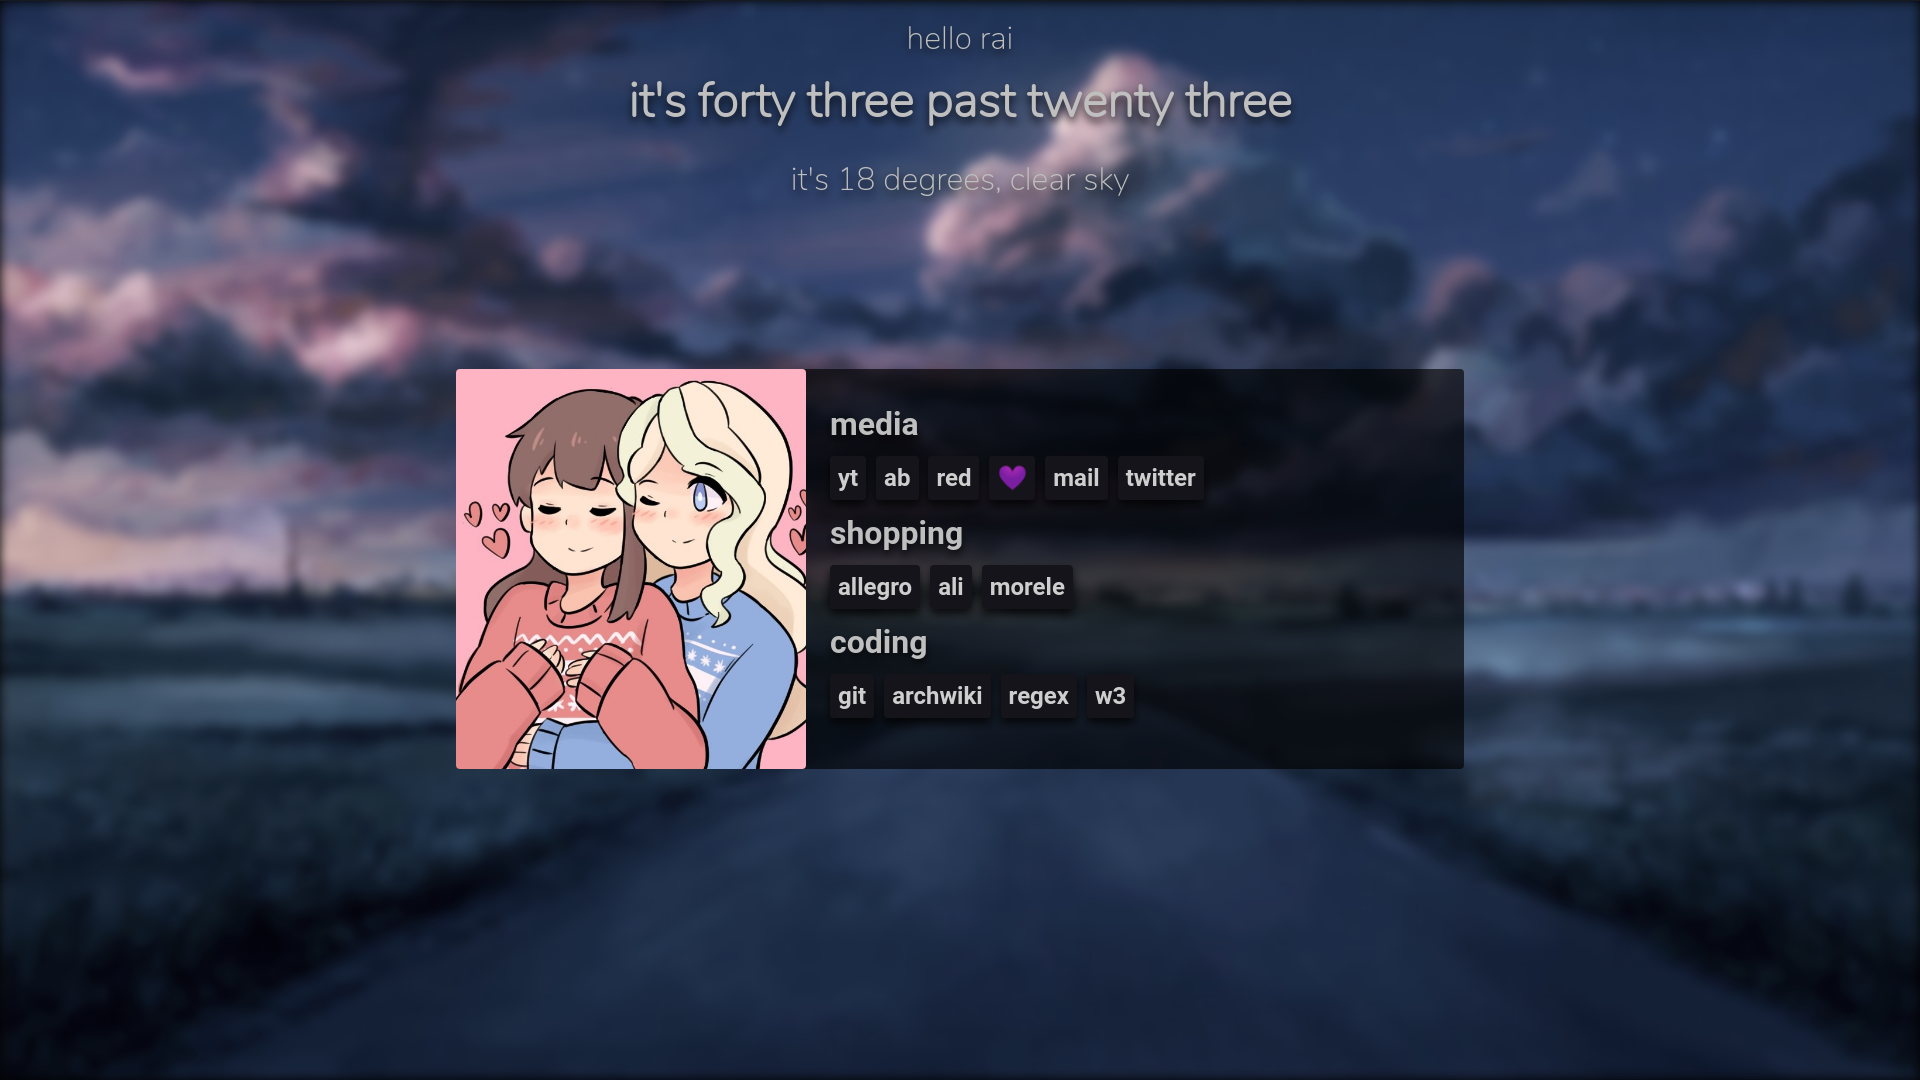 hello rai
it's forty three past twenty three
it's 18 degrees, clear sky
media
yt ab red 💜 mail twitter
shopping
allegro ali morele
coding
git archwiki regex w3